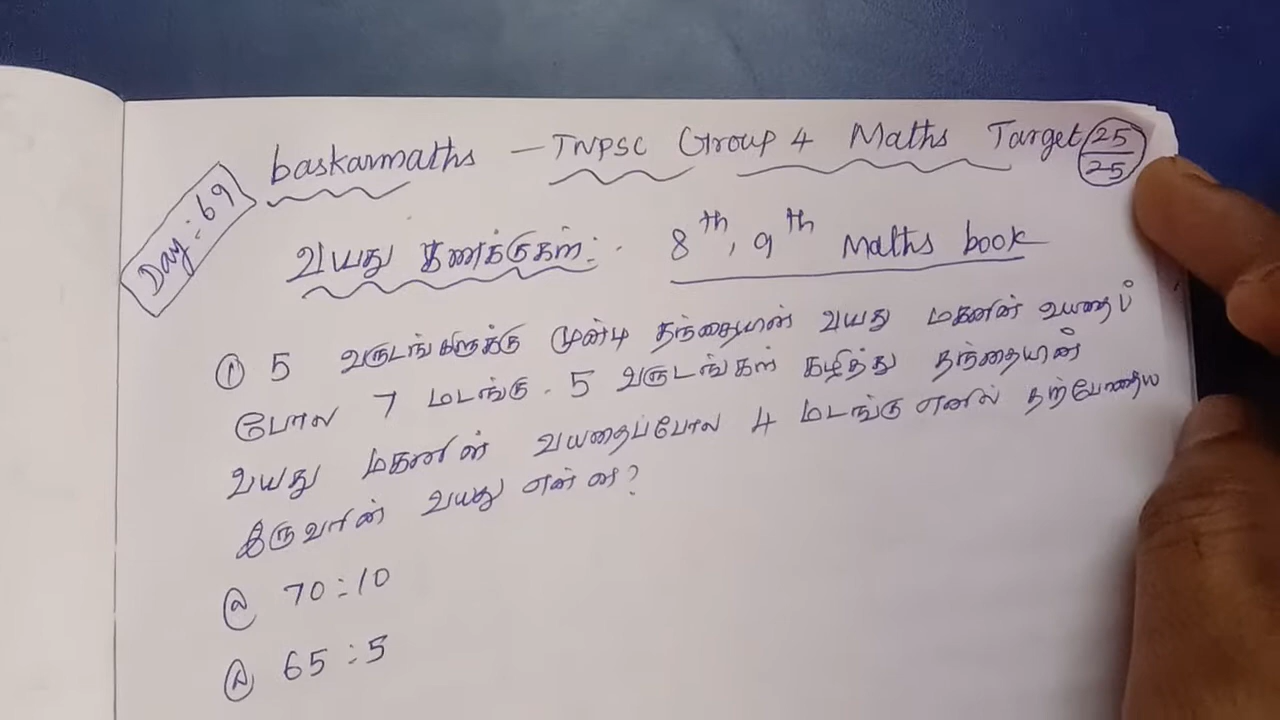 baskarmaths - TNPSC Group 4 Maths Target 25/25
Day: 69
வயது கணக்குகள்: 8th, 9th Maths book
① 5 வருடங்களுக்கு முன்பு தந்தையின் வயது மகனின் வயதைப்
போல 7 மடங்கு. 5 வருடங்கள் கழித்து தந்தையின்
வயது மகனின் வயதைப்போல 4 மடங்கு எனில் தற்போதைய
இருவரின் வயது என்ன?
ⓐ 70:10
65:5